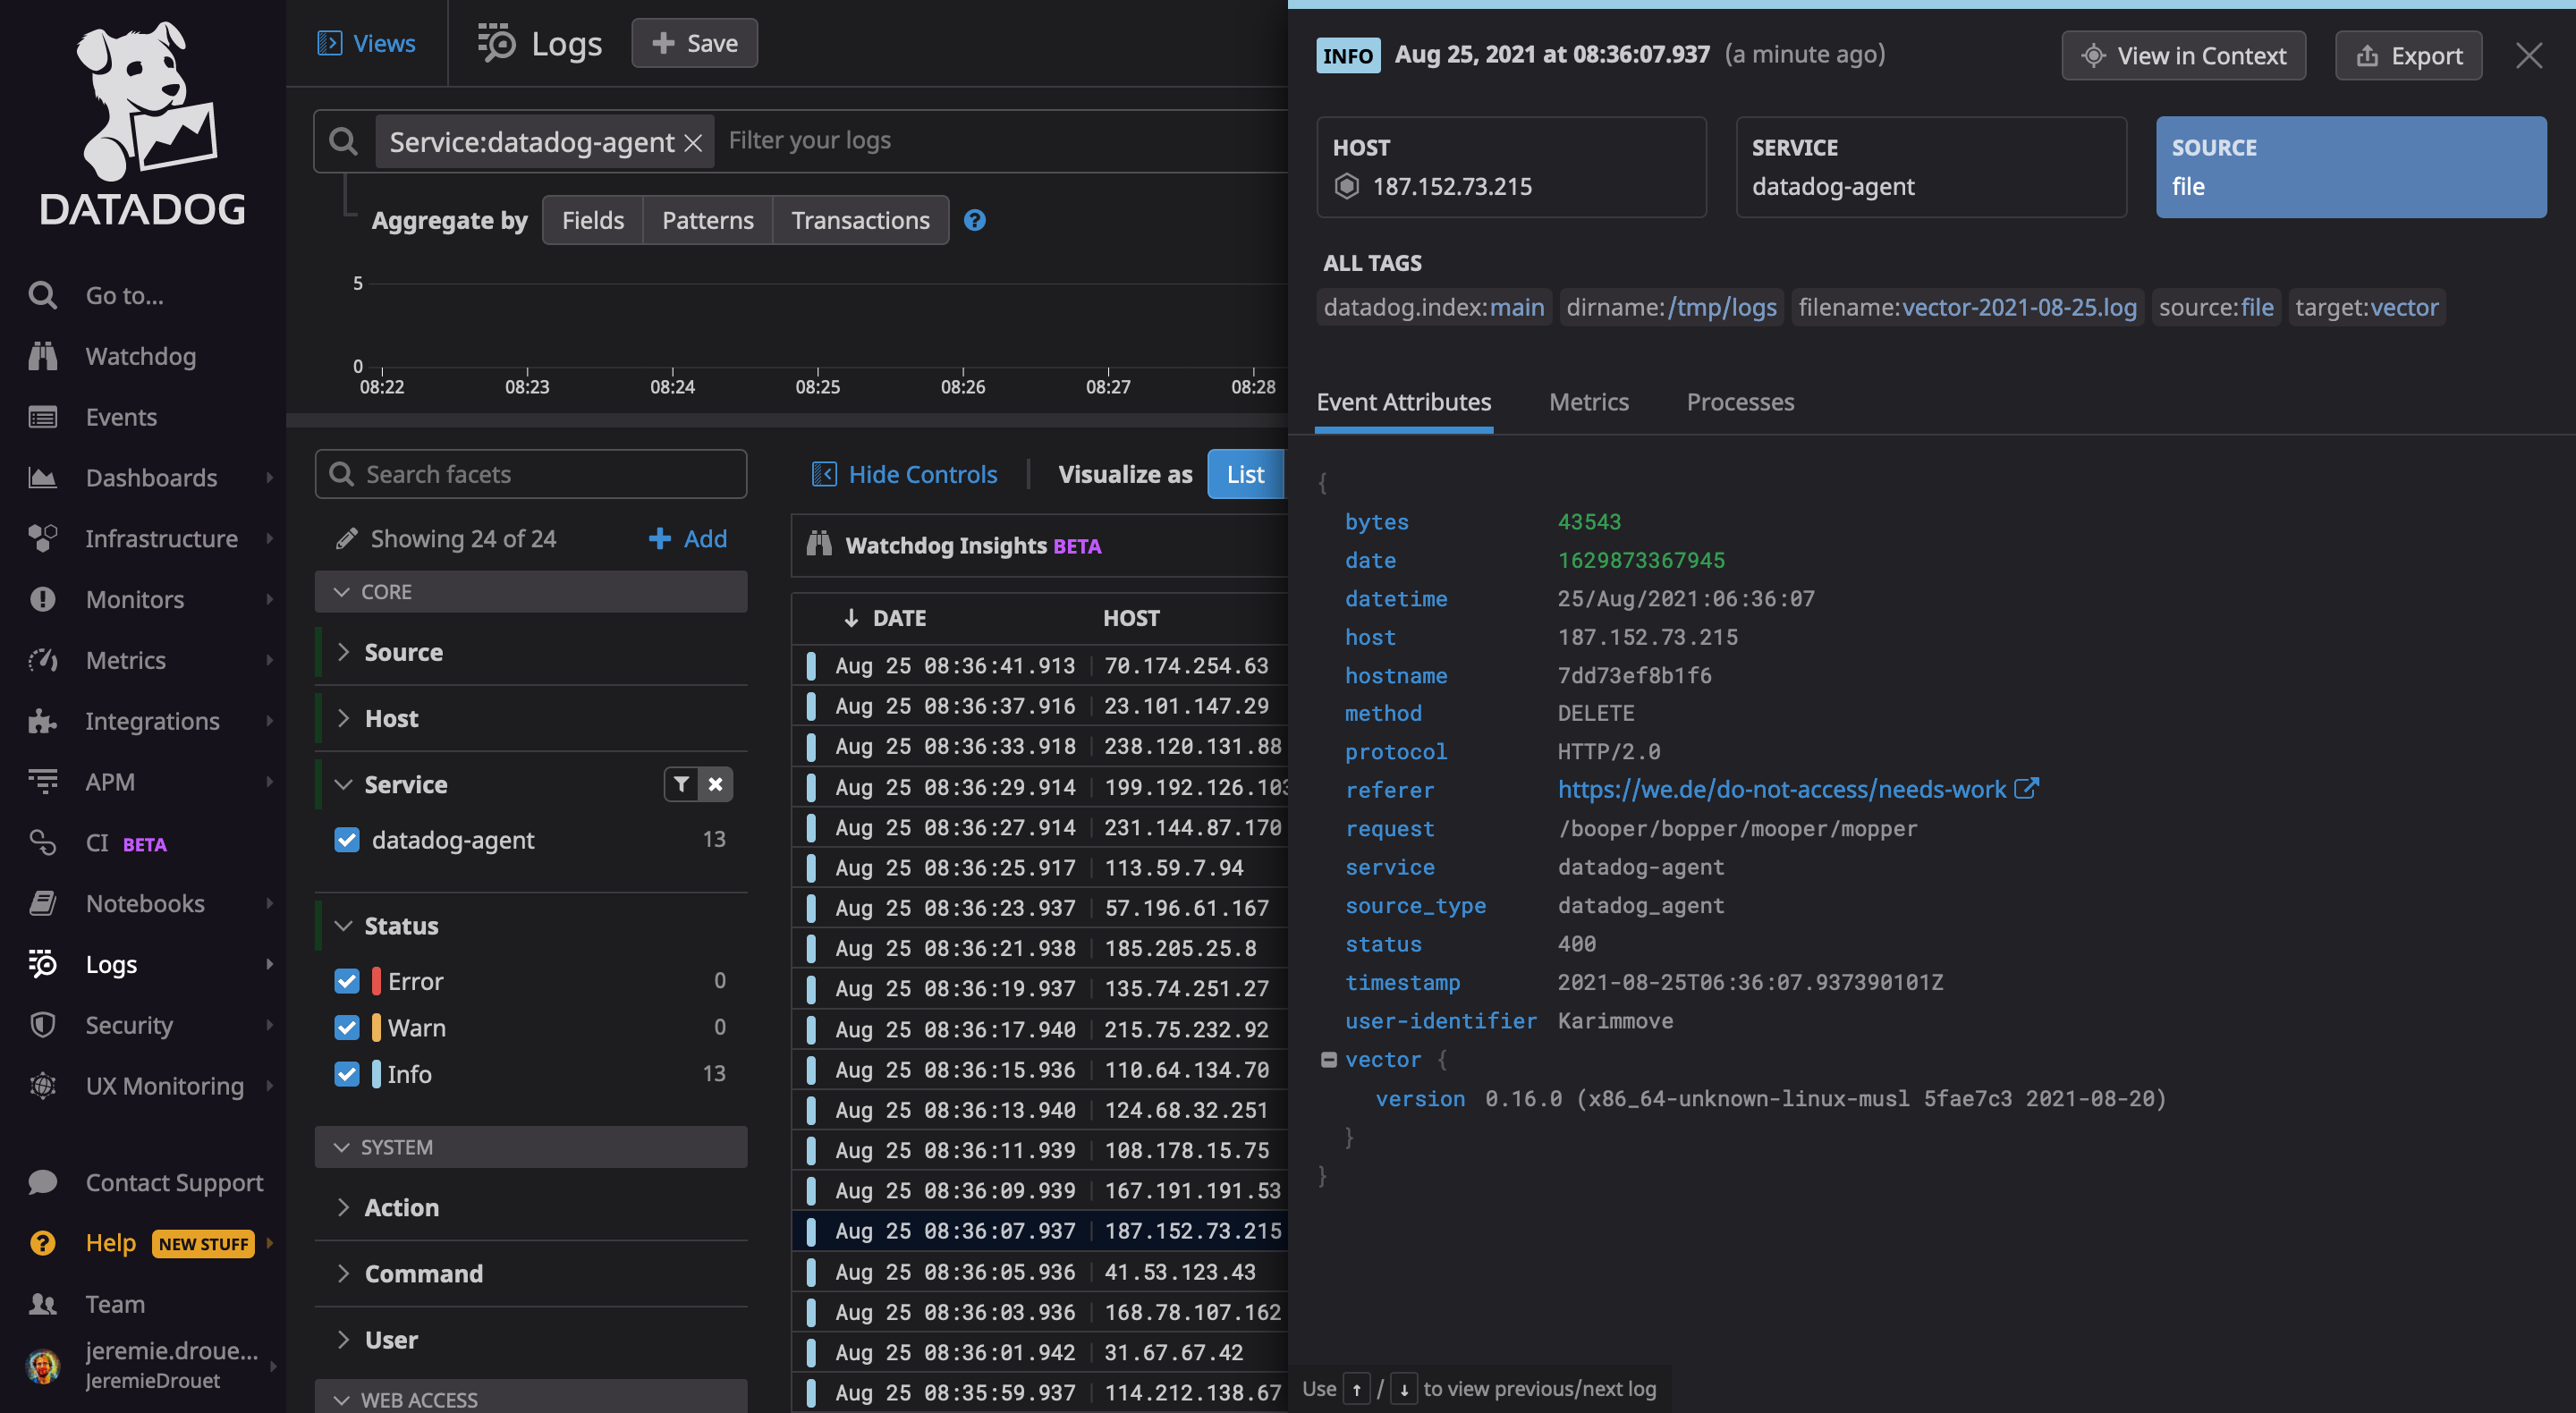 DATADOG
Go to...
Watchdog
Events
Dashboards
Infrastructure
Monitors
Metrics
Integrations
APM
CI BETA
Notebooks
Logs
Security
UX Monitoring
Contact Support
Help NEW STUFF
Team
jeremie.droue...
JeremieDrouet
Views
Logs
Save
Service:datadog-agent
Filter your logs
Aggregate by Fields Patterns Transactions
5
0
08:22 08:23 08:24 08:25 08:26 08:27 08:28
Search facets
Showing 24 of 24 Add
CORE
Source
Host
Service
datadog-agent 13
Status
Error 0
Warn 0
Info 13
SYSTEM
Action
Command
User
WEB ACCESS
Hide Controls Visualize as List
Watchdog Insights BETA
DATE HOST
Aug 25 08:36:41.913 70.174.254.63
Aug 25 08:36:37.916 23.101.147.29
Aug 25 08:36:33.918 238.120.131.88
Aug 25 08:36:29.914 199.192.126.103
Aug 25 08:36:27.914 231.144.87.170
Aug 25 08:36:25.917 113.59.7.94
Aug 25 08:36:23.937 57.196.61.167
Aug 25 08:36:21.938 185.205.25.8
Aug 25 08:36:19.937 135.74.251.27
Aug 25 08:36:17.940 215.75.232.92
Aug 25 08:36:15.936 110.64.134.70
Aug 25 08:36:13.940 124.68.32.251
Aug 25 08:36:11.939 108.178.15.75
Aug 25 08:36:09.939 167.191.191.53
Aug 25 08:36:07.937 187.152.73.215
Aug 25 08:36:05.936 41.53.123.43
Aug 25 08:36:03.936 168.78.107.162
Aug 25 08:36:01.942 31.67.67.42
Aug 25 08:35:59.937 114.212.138.67
INFO Aug 25, 2021 at 08:36:07.937 (a minute ago)
View in Context
Export
HOST
187.152.73.215
SERVICE
datadog-agent
SOURCE
file
ALL TAGS
datadog.index:main dirname:/tmp/logs filename:vector-2021-08-25.log source:file target:vector
Event Attributes Metrics Processes
{
bytes 43543
date 1629873367945
datetime 25/Aug/2021:06:36:07
host 187.152.73.215
hostname 7dd73ef8b1f6
method DELETE
protocol HTTP/2.0
referer https://we.de/do-not-access/needs-work
request /booper/bopper/mooper/mopper
service datadog-agent
source_type datadog_agent
status 400
timestamp 2021-08-25T06:36:07.937390101Z
user-identifier Karimmove
vector {
version 0.16.0 (x86_64-unknown-linux-musl 5fae7c3 2021-08-20)
}
}
Use ↑ / ↓ to view previous/next log